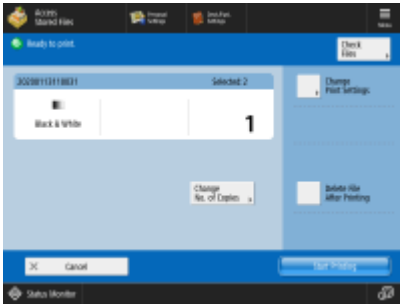 Access
Stored Files
Personal
Settings
Dest./Fwd.
Settings
Menu
Ready to print.
Check
Files
20200113110031
Selected: 2
Black & White
1
Change
Print Settings
Change
No. of Copies
Delete File
After Printing
Cancel
Start Printing
Status Monitor